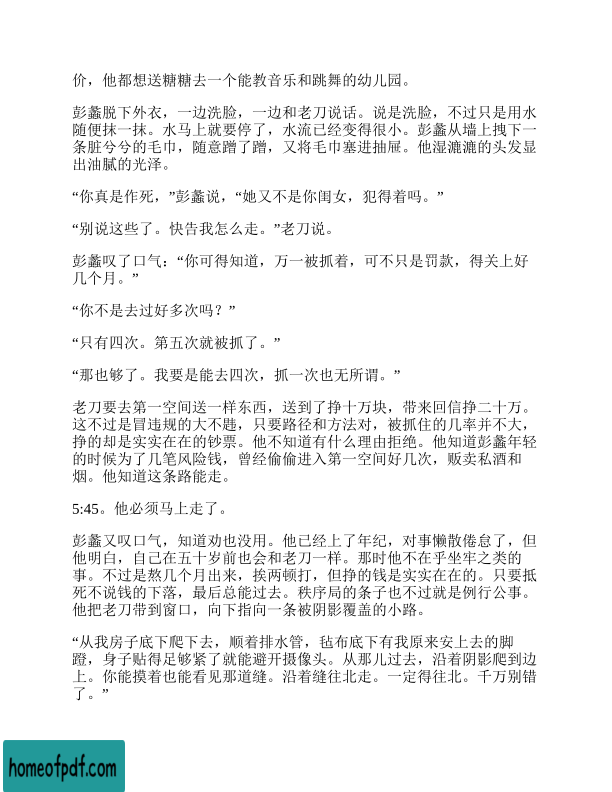 价，他都想送糖糖去一个能教音乐和跳舞的幼儿园。
彭蠡脱下外衣，一边洗脸，一边和老刀说话。说是洗脸，不过只是用水
随便抹一抹。水马上就要停了，水流已经变得很小。彭蠡从墙上拽下一
条脏兮兮的毛巾，随意蹭了蹭，又将毛巾塞进抽屉。他湿漉漉的头发显
出油腻的光泽。
“你真是作死，”彭蠡说，“她又不是你闺女，犯得着吗。”
“别说这些了。快告我怎么走。”老刀说。
彭蠡叹了口气：“你可得知道，万一被抓着，可不只是罚款，得关上好
几个月。”
“你不是去过好多次吗？”
“只有四次。第五次就被抓了。”
“那也够了。我要是能去四次，抓一次也无所谓。”
老刀要去第一空间送一样东西，送到了挣十万块，带来回信挣二十万。
这不过是冒违规的大不韪，只要路径和方法对，被抓住的几率并不大，
挣的却是实实在在的钞票。他不知道有什么理由拒绝。他知道彭蠡年轻
的时候为了几笔风险钱，曾经偷偷进入第一空间好几次，贩卖私酒和
烟。他知道这条路能走。
5:45。他必须马上走了。
彭蠡又叹口气，知道劝也没用。他已经上了年纪，对事懒散倦怠了，但
他明白，自己在五十岁前也会和老刀一样。那时他不在乎坐牢之类的
事。不过是熬几个月出来，挨两顿打，但挣的钱是实实在在的。只要抵
死不说钱的下落，最后总能过去。秩序局的条子也不过就是例行公事。
他把老刀带到窗口，向下指向一条被阴影覆盖的小路。
“从我房子底下爬下去，顺着排水管，毡布底下有我原来安上去的脚
蹬，身子贴得足够紧了就能避开摄像头。从那儿过去，沿着阴影爬到边
上。你能摸着也能看见那道缝。沿着缝往北走。一定得往北。千万别错
了。”
homeofpdf.com